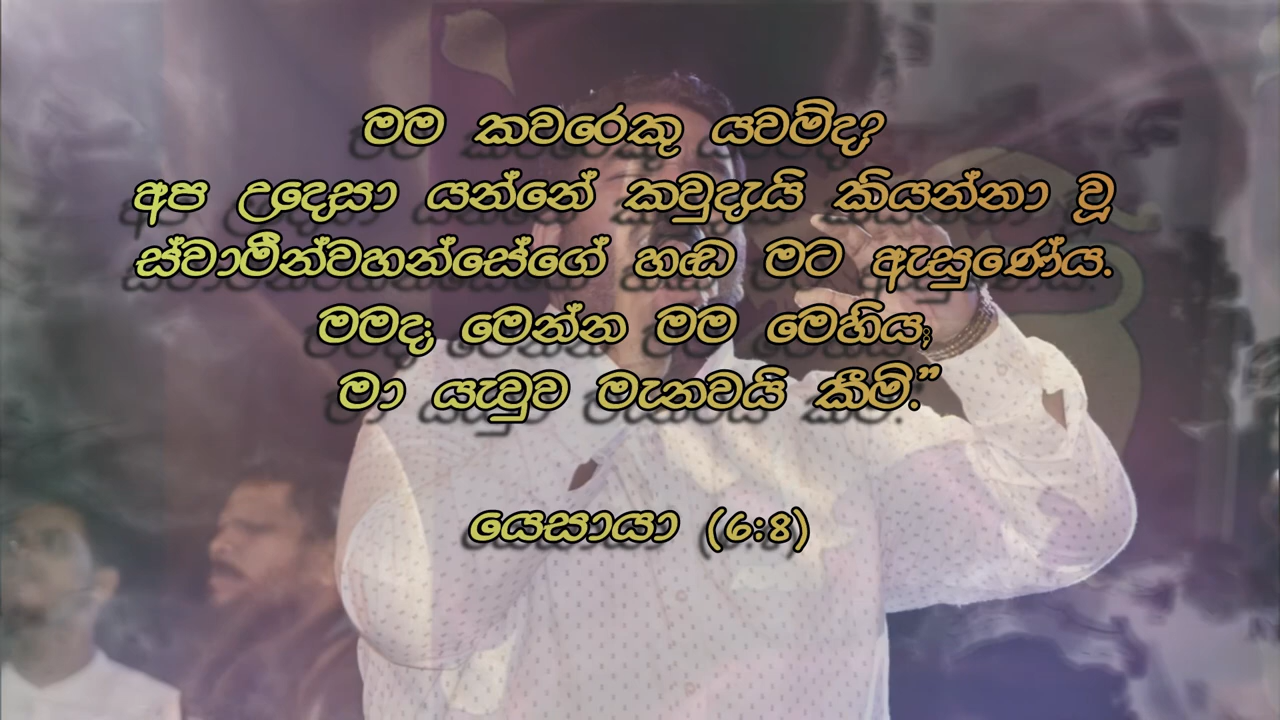 මම කවරෙකු යවම්ද?
අප උදෙසා යන්නේ කවුදැයි කියන්නා වූ
ස්වාමීන්වහන්සේගේ හඬ මට ඇසුණේය.
මමද; මෙන්න මම මෙහිය;
මා යැවුව මැනවයි කීමි.”
යෙසායා (6:8)